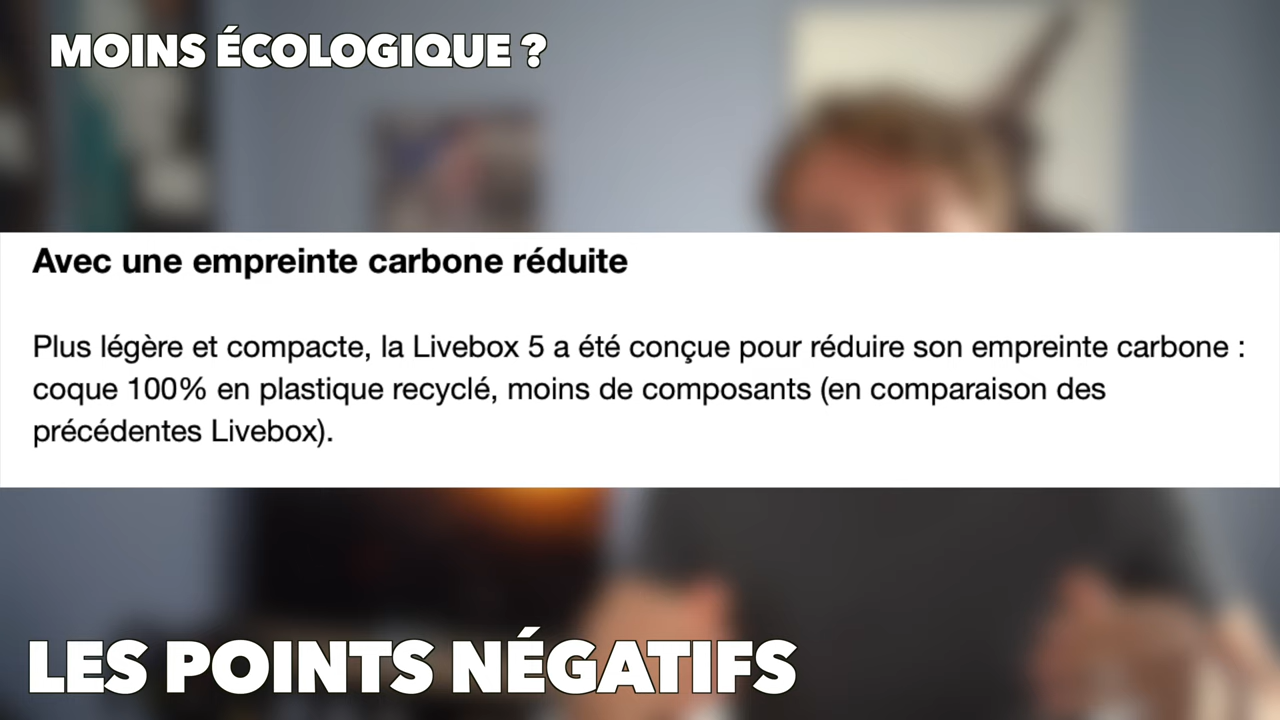 MOINS ÉCOLOGIQUE ?
Avec une empreinte carbone réduite
Plus légère et compacte, la Livebox 5 a été conçue pour réduire son empreinte carbone :
coque 100% en plastique recyclé, moins de composants (en comparaison des
précédentes Livebox).
LES POINTS NÉGATIFS